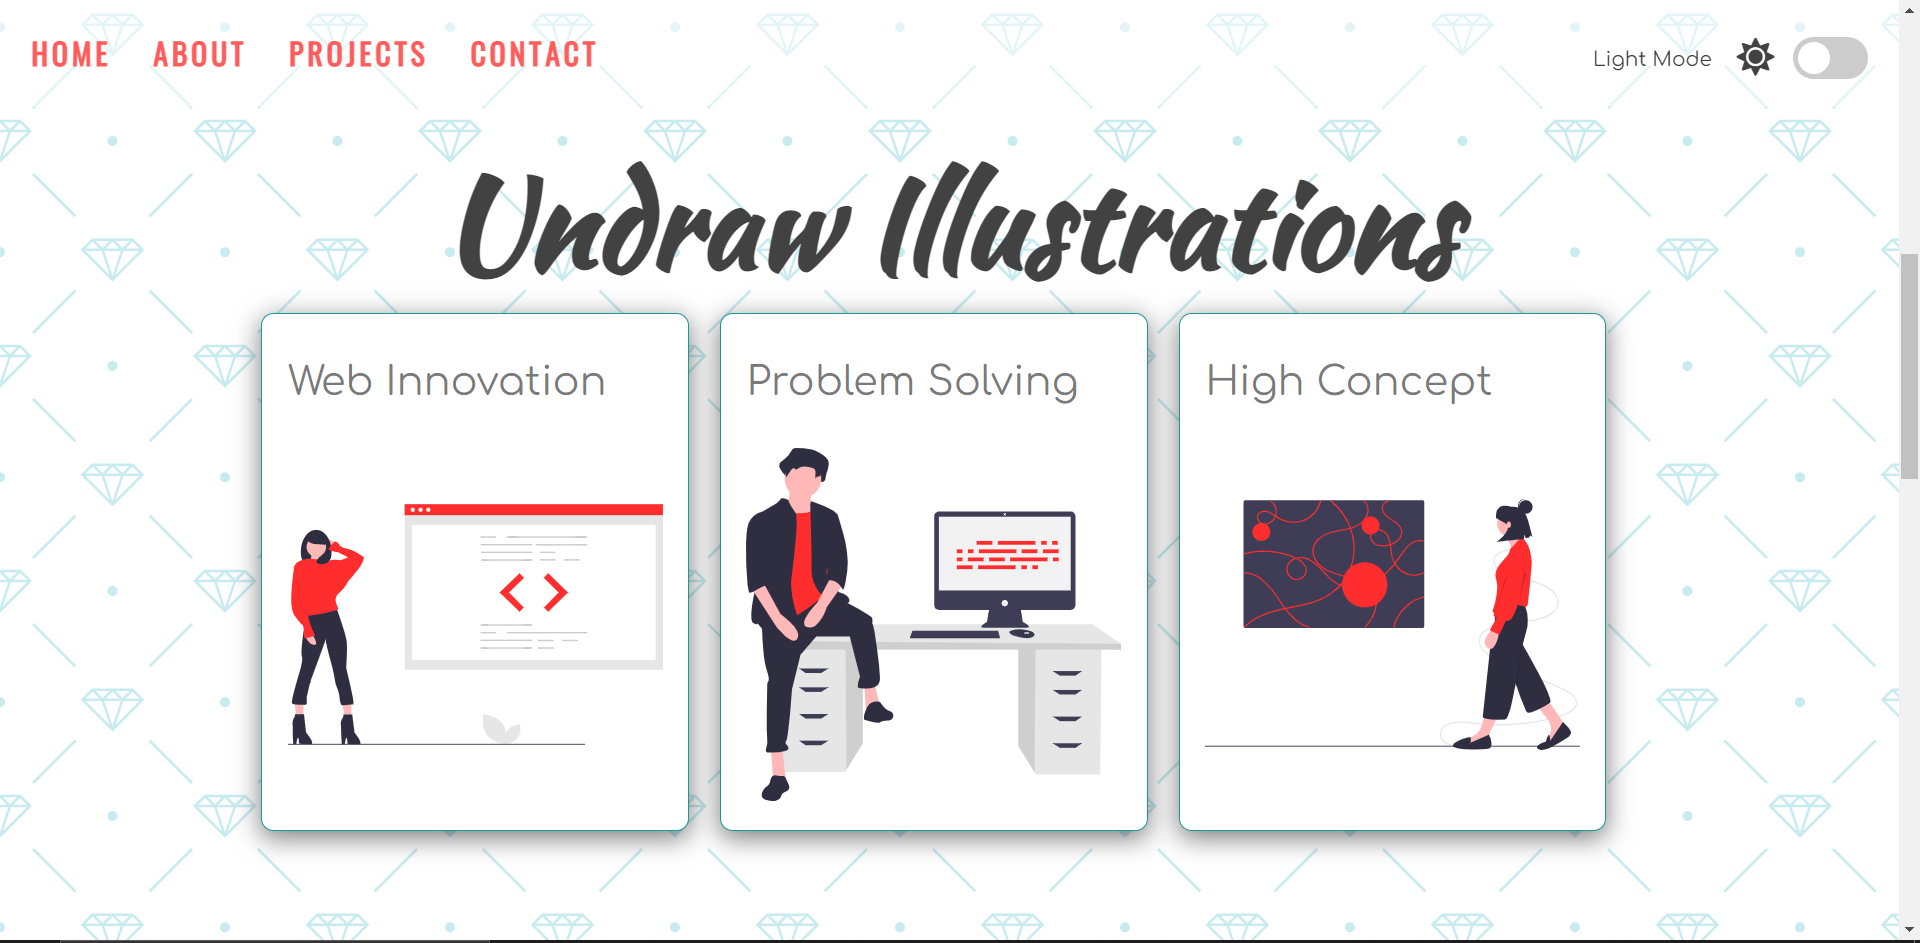 HOME ABOUT PROJECTS CONTACT Light Mode
Undraw Illustrations
Web Innovation
Problem Solving
High Concept